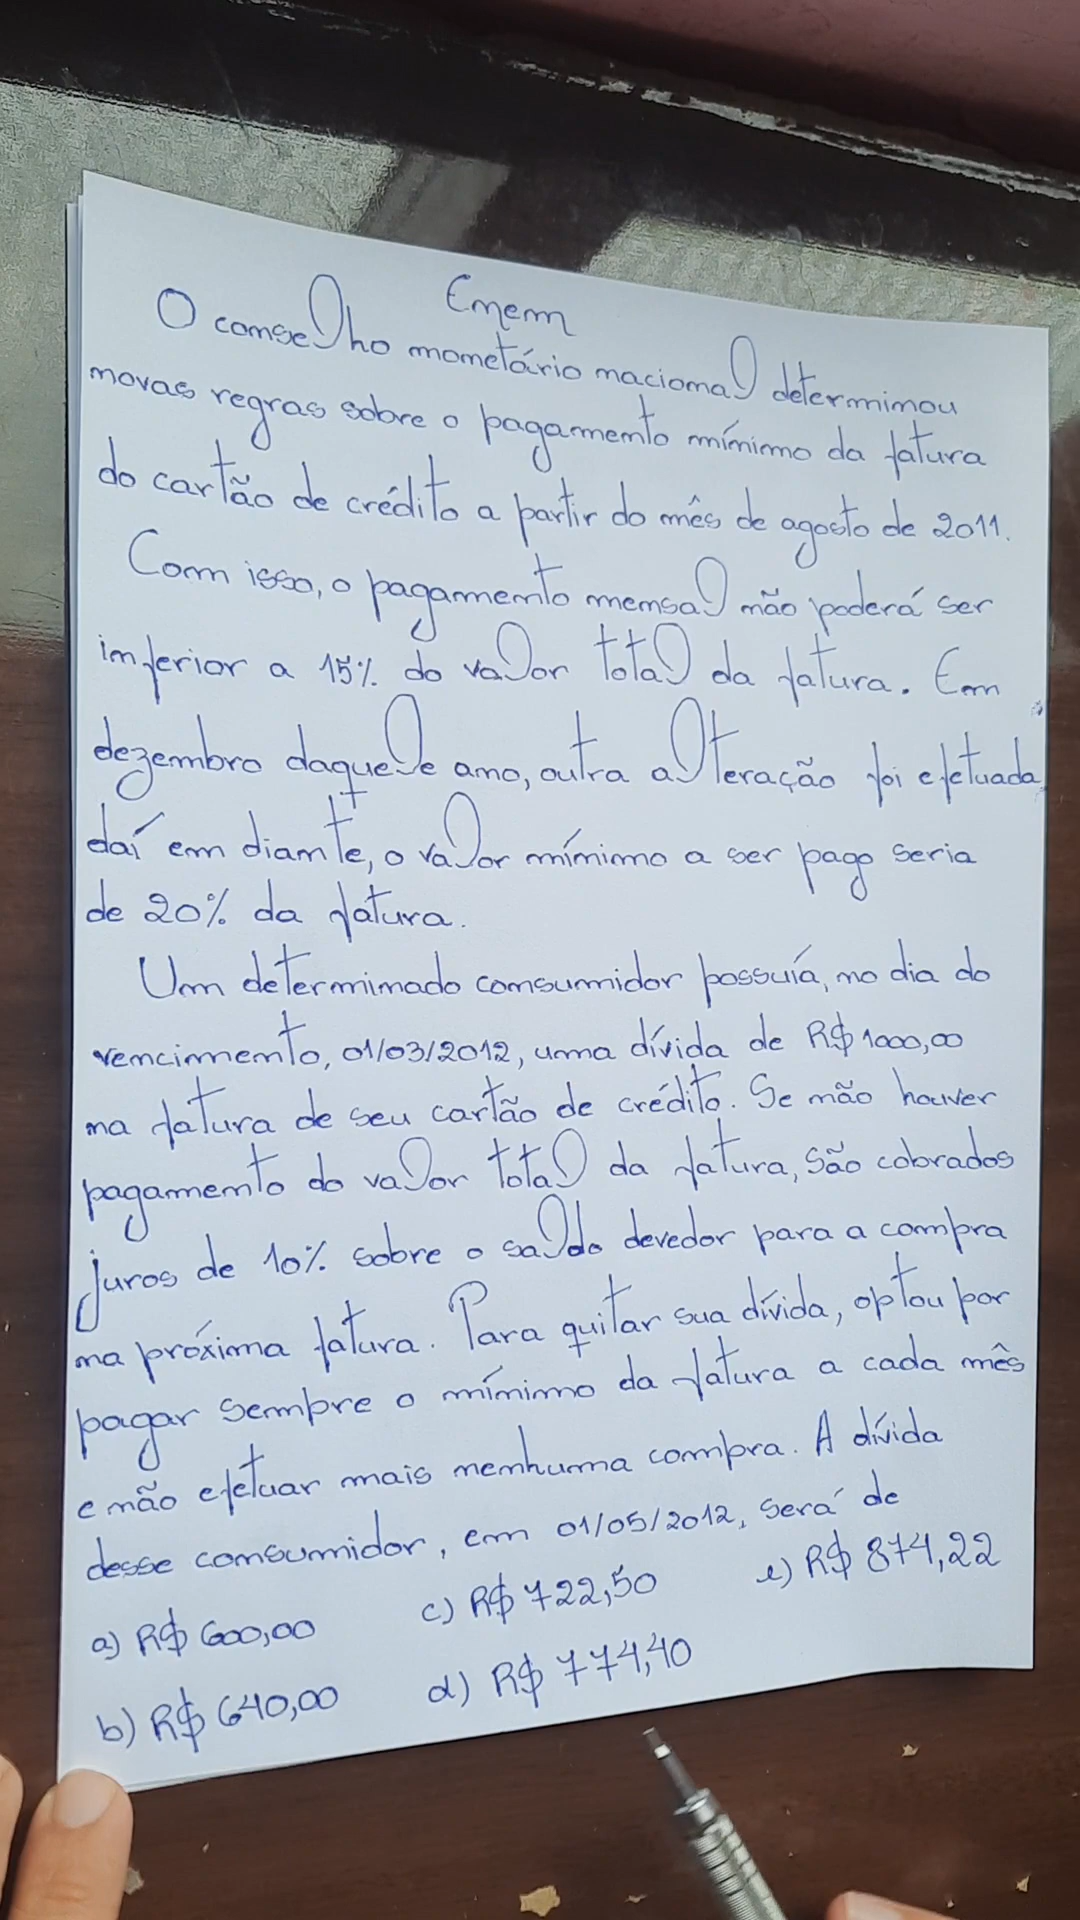 Enem
O conselho monetário nacional determinou
novas regras sobre o pagamento mínimo da fatura
do cartão de crédito a partir do mês de agosto de 2011.
Com isso, o pagamento mensal não poderá ser
inferior a 15% do valor total da fatura. Em
dezembro daquele ano, outra alteração foi efetuada
daí em diante, o valor mínimo a ser pago seria
de 20% da fatura.
Um determinado consumidor possuía, no dia do
vencimento, 01/03/2012, uma dívida de R$ 1000,00
na fatura de seu cartão de crédito. Se não houver
pagamento do valor total da fatura, são cobrados
juros de 10% sobre o saldo devedor para a compra
na próxima fatura. Para quitar sua dívida, optou por
pagar sempre o mínimo da fatura a cada mês
e não efetuar mais nenhuma compra. A dívida
desse consumidor, em 01/05/2012, será de
a) R$ 600,00 c) R$ 722,50 e) R$ 874,22
b) R$ 640,00 d) R$ 774,40